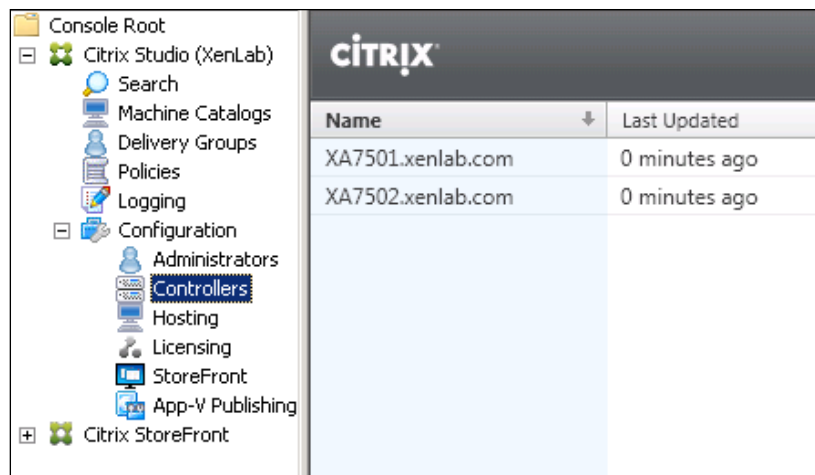 Console Root
Citrix Studio (XenLab)
Search
Machine Catalogs
Delivery Groups
Policies
Logging
Configuration
Administrators
Controllers
Hosting
Licensing
StoreFront
App-V Publishing
Citrix StoreFront
CITRIX
Name Last Updated
XA7501.xenlab.com 0 minutes ago
XA7502.xenlab.com 0 minutes ago